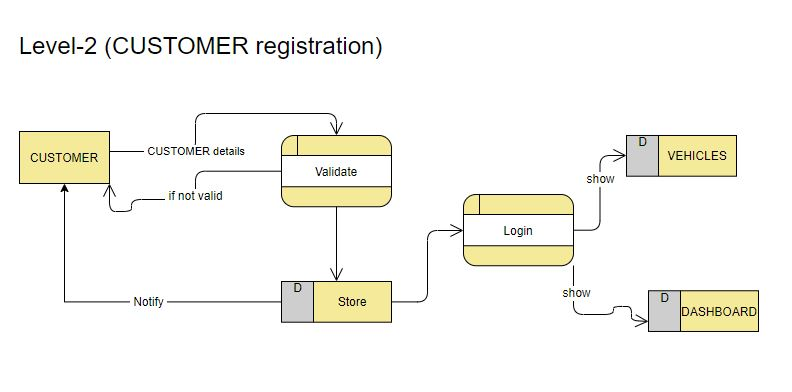 Level-2 (CUSTOMER registration)
CUSTOMER
CUSTOMER details
if not valid
Validate
D
VEHICLES
show
Login
Notify
D
Store
show
D
DASHBOARD